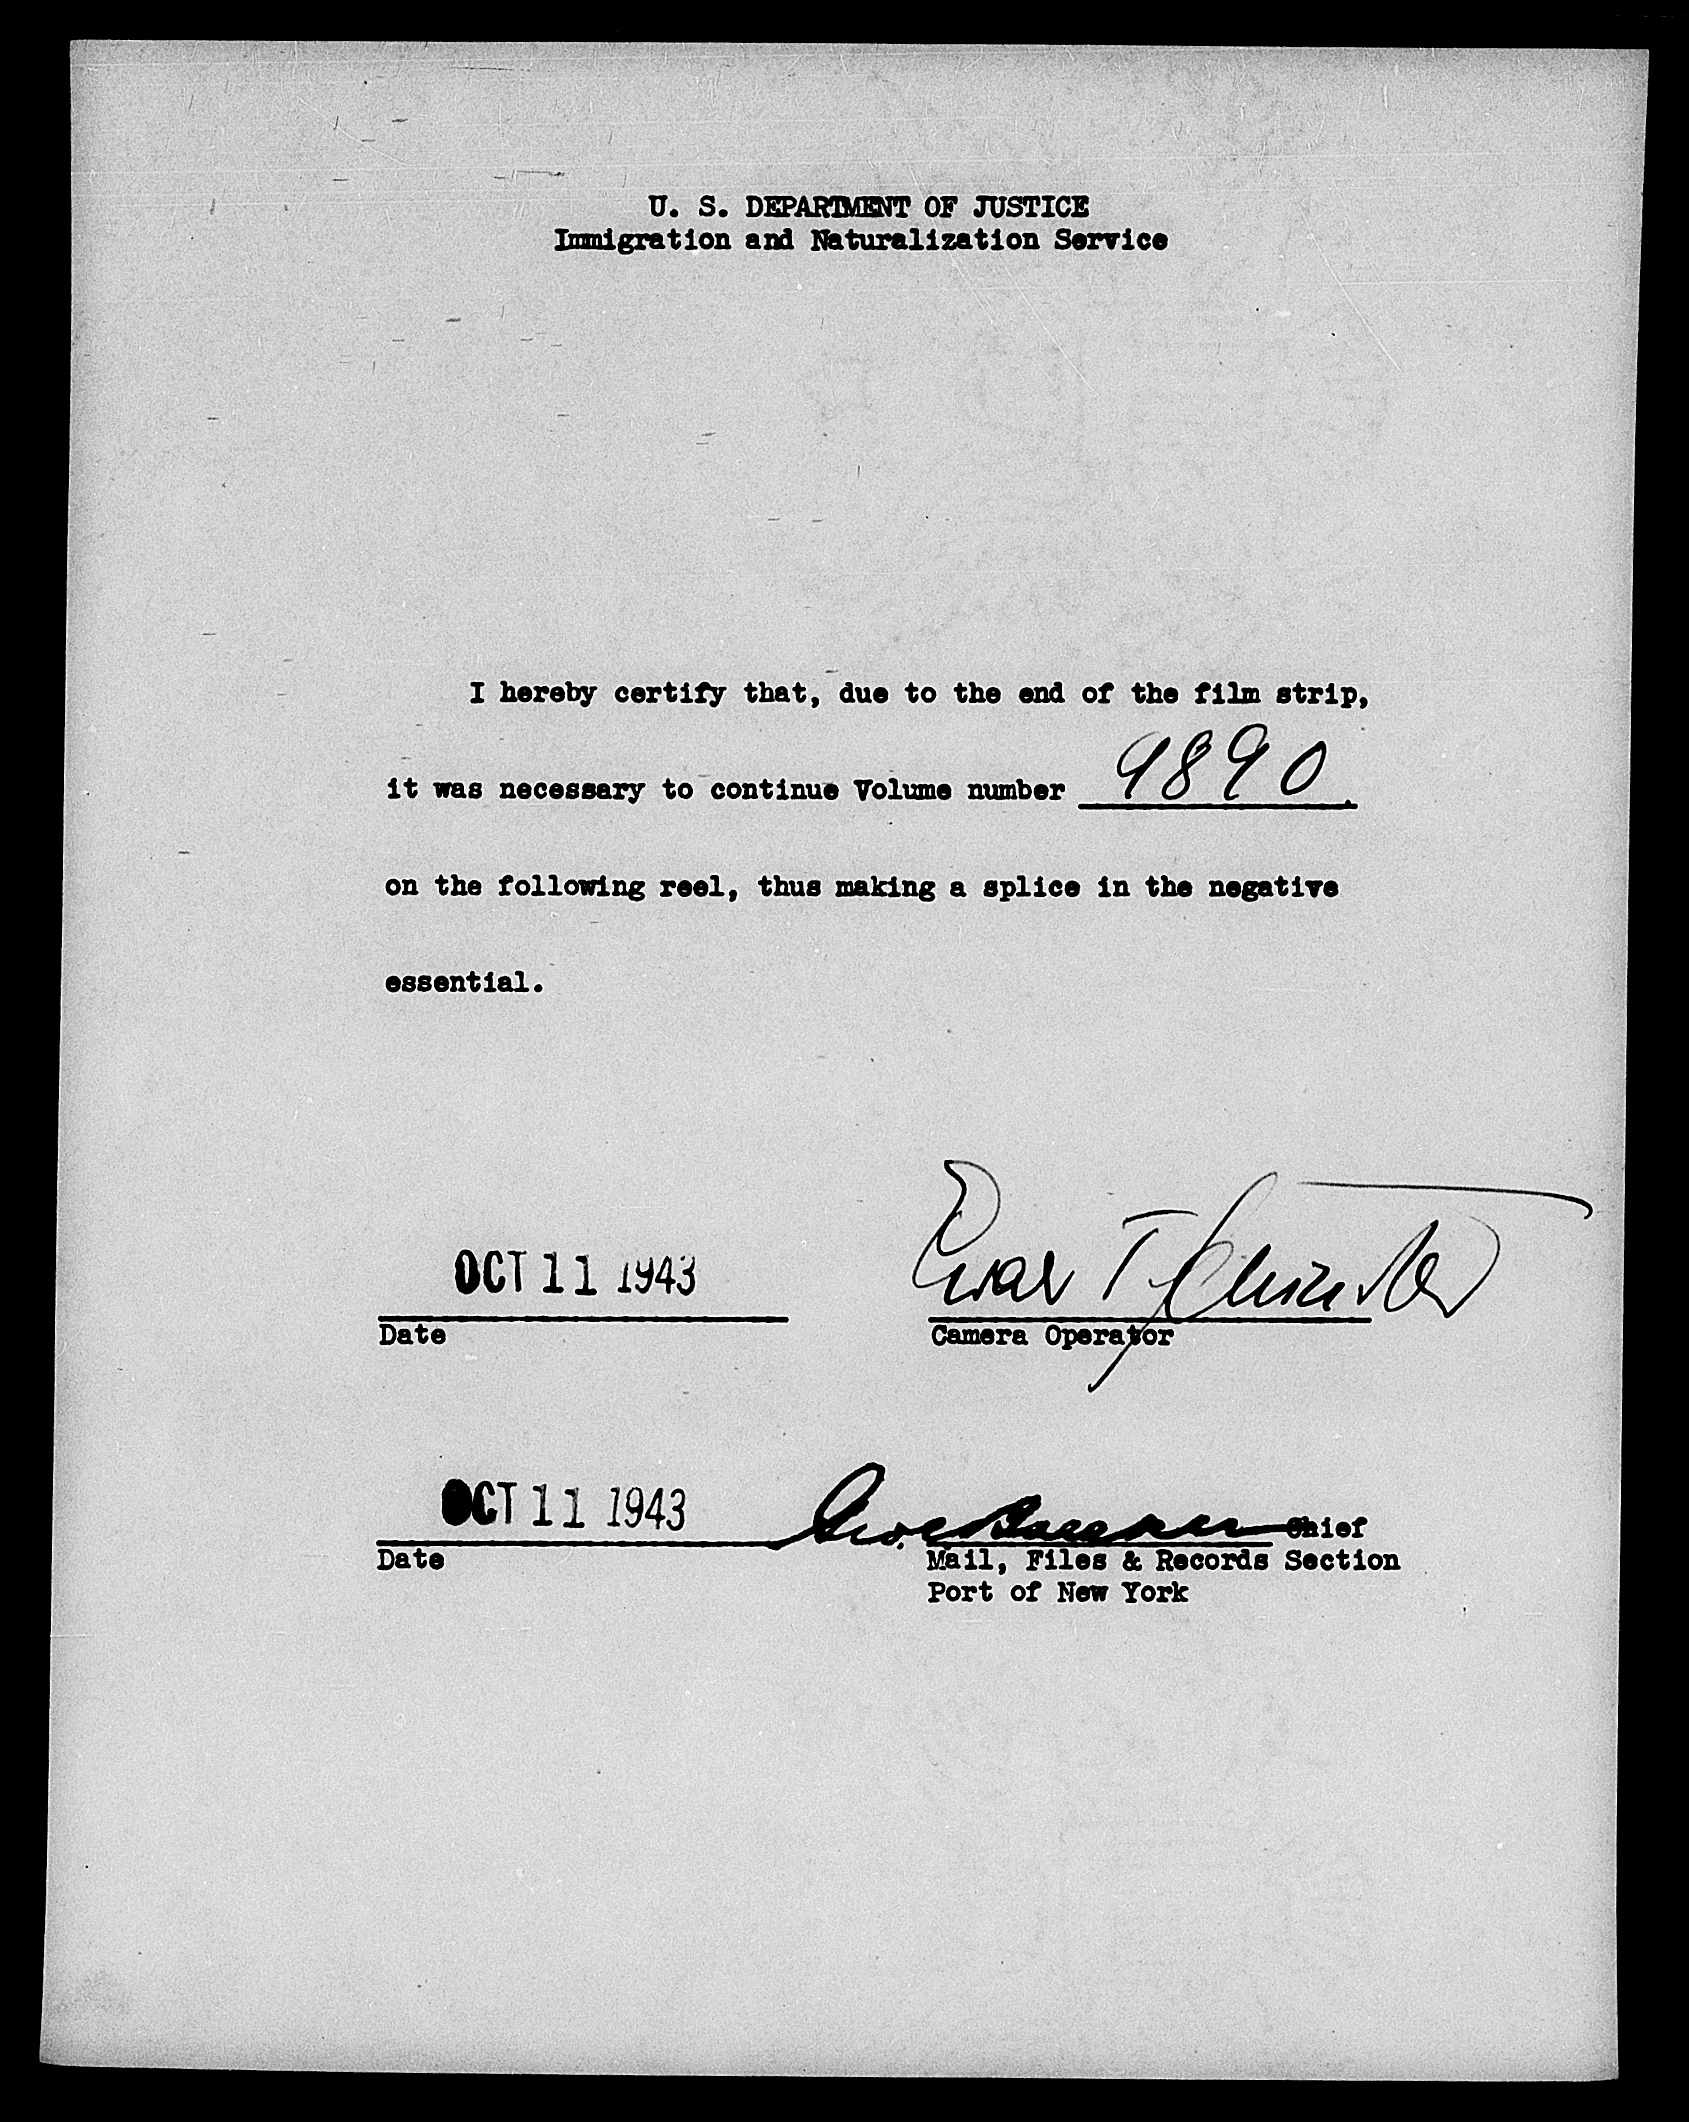 U. S. DEPARTMENT OF JUSTICE
Immigration and Naturalization Service
I hereby certify that, due to the end of the film strip,
it was necessary to continue Volume number 9890.
on the following reel, thus making a splice in the negative
essential.
OCT 11 1943
Date
T.
Camera Operator
OCT 11 1943
Date
Geo. Chief
Mail, Files & Records Section
Port of New York